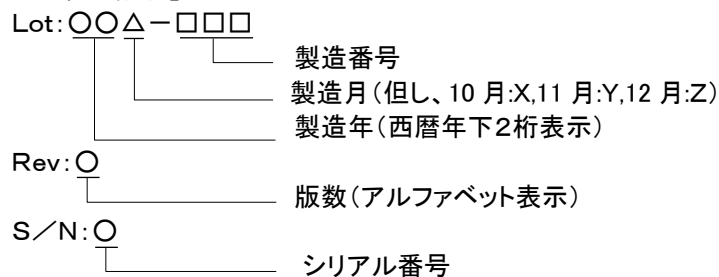 Lot:○○△－□□□
製造番号
製造月(但し、10 月:X,11 月:Y,12 月:Z)
製造年(西暦年下2桁表示)
Rev:○
版数(アルファベット表示)
S／N:○
シリアル番号